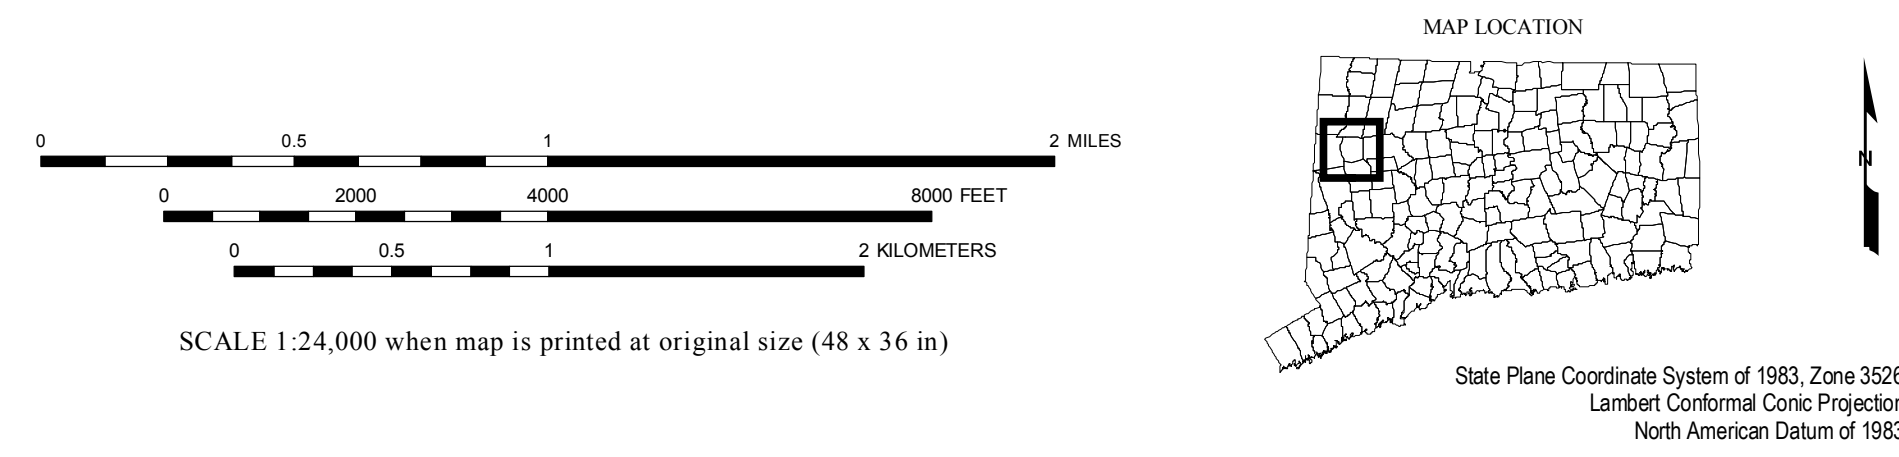 MAP LOCATION
0 0.5 1 2 MILES
0 2000 4000 8000 FEET
0 0.5 1 2 KILOMETERS
N
SCALE 1:24,000 when map is printed at original size (48 x 36 in)
State Plane Coordinate System of 1983, Zone 3526
Lambert Conformal Conic Projection
North American Datum of 1983